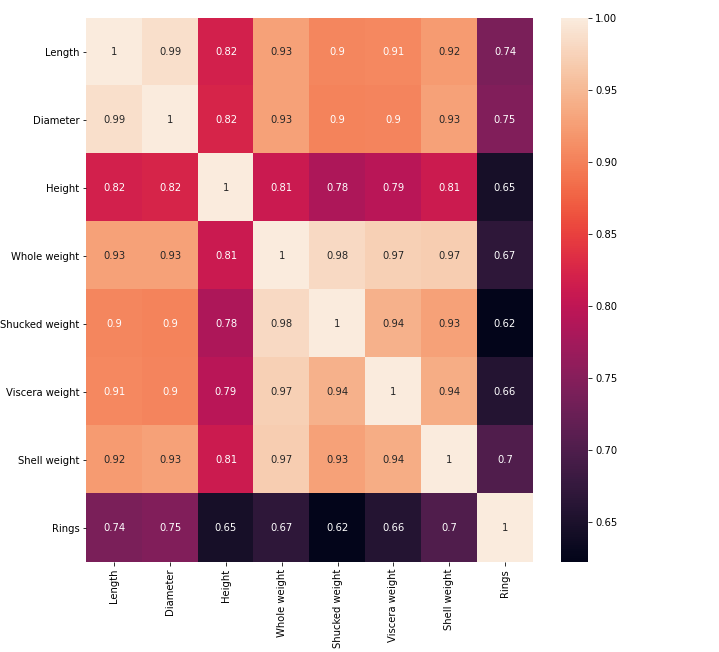 Length 1 0.99 0.82 0.93 0.9 0.91 0.92 0.74
Diameter 0.99 1 0.82 0.93 0.9 0.9 0.93 0.75
Height 0.82 0.82 1 0.81 0.78 0.79 0.81 0.65
Whole weight 0.93 0.93 0.81 1 0.98 0.97 0.97 0.67
Shucked weight 0.9 0.9 0.78 0.98 1 0.94 0.93 0.62
Viscera weight 0.91 0.9 0.79 0.97 0.94 1 0.94 0.66
Shell weight 0.92 0.93 0.81 0.97 0.93 0.94 1 0.7
Rings 0.74 0.75 0.65 0.67 0.62 0.66 0.7 1
Length
Diameter
Height
Whole weight
Shucked weight
Viscera weight
Shell weight
Rings
1.00
0.95
0.90
0.85
0.80
0.75
0.70
0.65